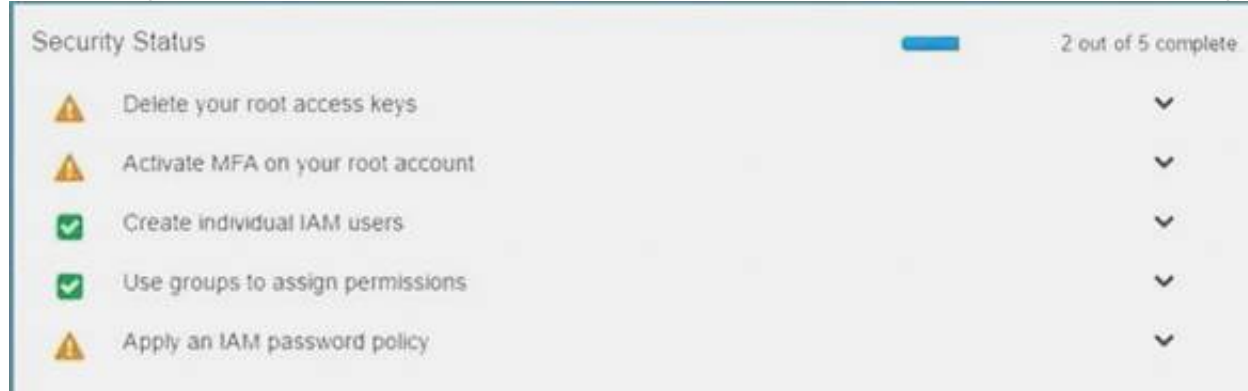 Security Status 2 out of 5 complete
Delete your root access keys
Activate MFA on your root account
Create individual IAM users
Use groups to assign permissions
Apply an IAM password policy